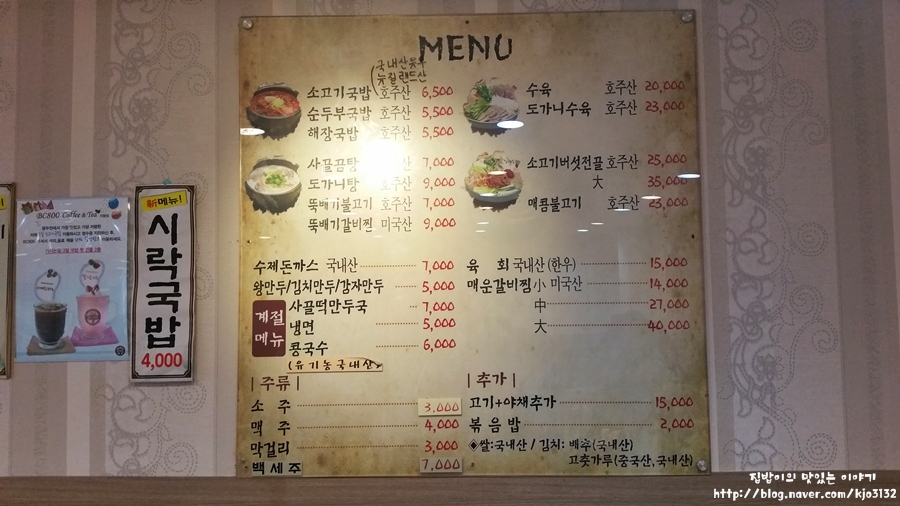 MENU
국내산육우
뉴질랜드산
소고기국밥 호주산 6,500
순두부국밥 호주산 5,500
해장국밥 호주산 5,500
사골곰탕 산 7,000
도가니탕 호주산 9,000
뚝배기불고기 호주산 7,000
뚝배기갈비찜 미국산 9,000
수육 호주산 20,000
도가니수육 호주산 23,000
소고기버섯전골 호주산 25,000
大 35,000
매콤불고기 호주산 23,000
수제돈까스 국내산 7,000
왕만두/김치만두/감자만두 5,000
계절메뉴
사골떡만두국 7,000
냉면 5,000
콩국수 6,000
(유기농국내산)
육 회 국내산(한우) 15,000
매운갈비찜 小 미국산 14,000
中 27,000
大 40,000
|주류|
소 주 3,000
맥 주 4,000
막걸리 3,000
백세주 7,000
|추가|
고기+야채추가 15,000
볶음밥 2,000
◈쌀:국내산 / 김치: 배추(국내산)
고춧가루(중국산,국내산)
新메뉴!
시락국밥
4,000
BC800 Coffee & Tea
집밥이의 맛있는 이야기
http://blog.naver.com/kjo3132